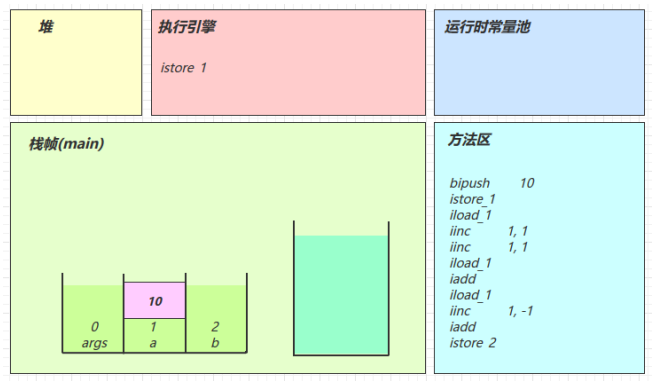 堆
执行引擎
istore 1
运行时常量池
栈帧(main)
10
0 1 2
args a b
方法区
bipush 10
istore_1
iload_1
iinc 1, 1
iinc 1, 1
iload_1
iadd
iload_1
iinc 1, -1
iadd
istore 2